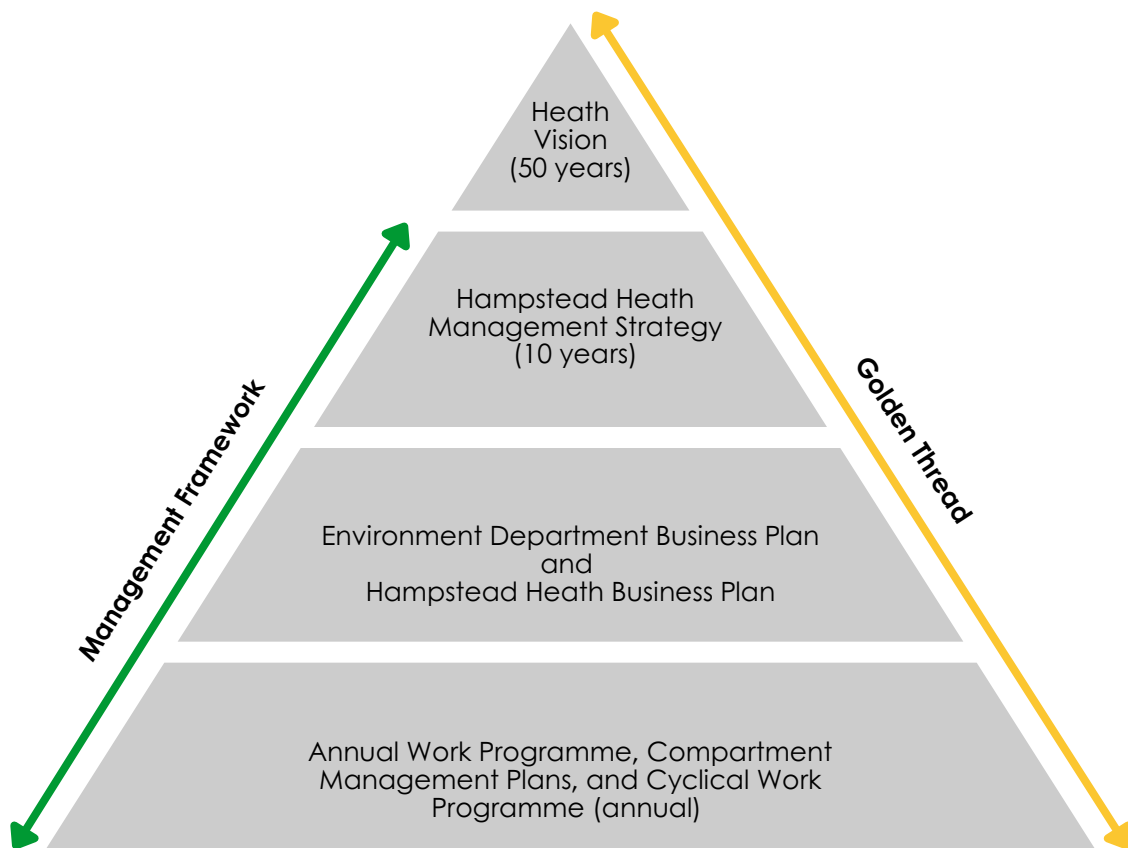 Heath
Vision
(50 years)
Hampstead Heath
Management Strategy
(10 years)
Management Framework
Golden Thread
Environment Department Business Plan
and
Hampstead Heath Business Plan
Annual Work Programme, Compartment
Management Plans, and Cyclical Work
Programme (annual)